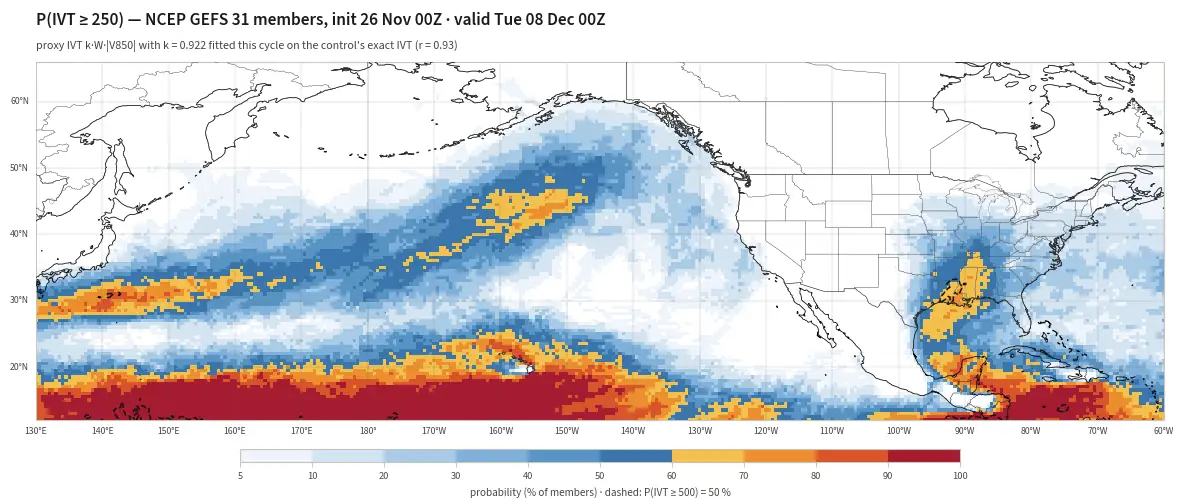 P(IVT ≥ 250) — NCEP GEFS 31 members, init 26 Nov 00Z · valid Tue 08 Dec 00Z
proxy IVT k·W·|V850| with k = 0.922 fitted this cycle on the control's exact IVT (r = 0.93)
60°N
50°N
40°N
30°N
20°N
130°E 140°E 150°E 160°E 170°E 180° 170°W 160°W 150°W 140°W 130°W 120°W 110°W 100°W 90°W 80°W 70°W 60°W
5 10 20 30 40 50 60 70 80 90 100
probability (% of members) · dashed: P(IVT ≥ 500) = 50 %